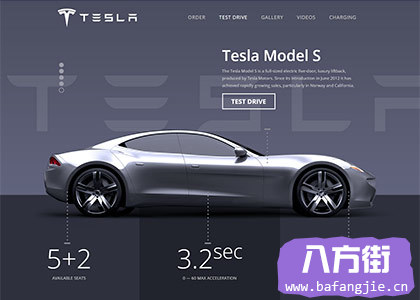 TESLA
ORDER TEST DRIVE GALLERY VIDEOS CHARGING
Tesla Model S
The Tesla Model S is a full-sized electric five-door, luxury liftback,
produced by Tesla Motors. Since its introduction in June 2012 it has
achieved rapidly growing sales, particularly in Norway and California.
TEST DRIVE
TESLA
5+2
AVAILABLE SEATS
3.2sec
0 — 60 MAX ACCELERATION
八方街
www.bafangjie.cn